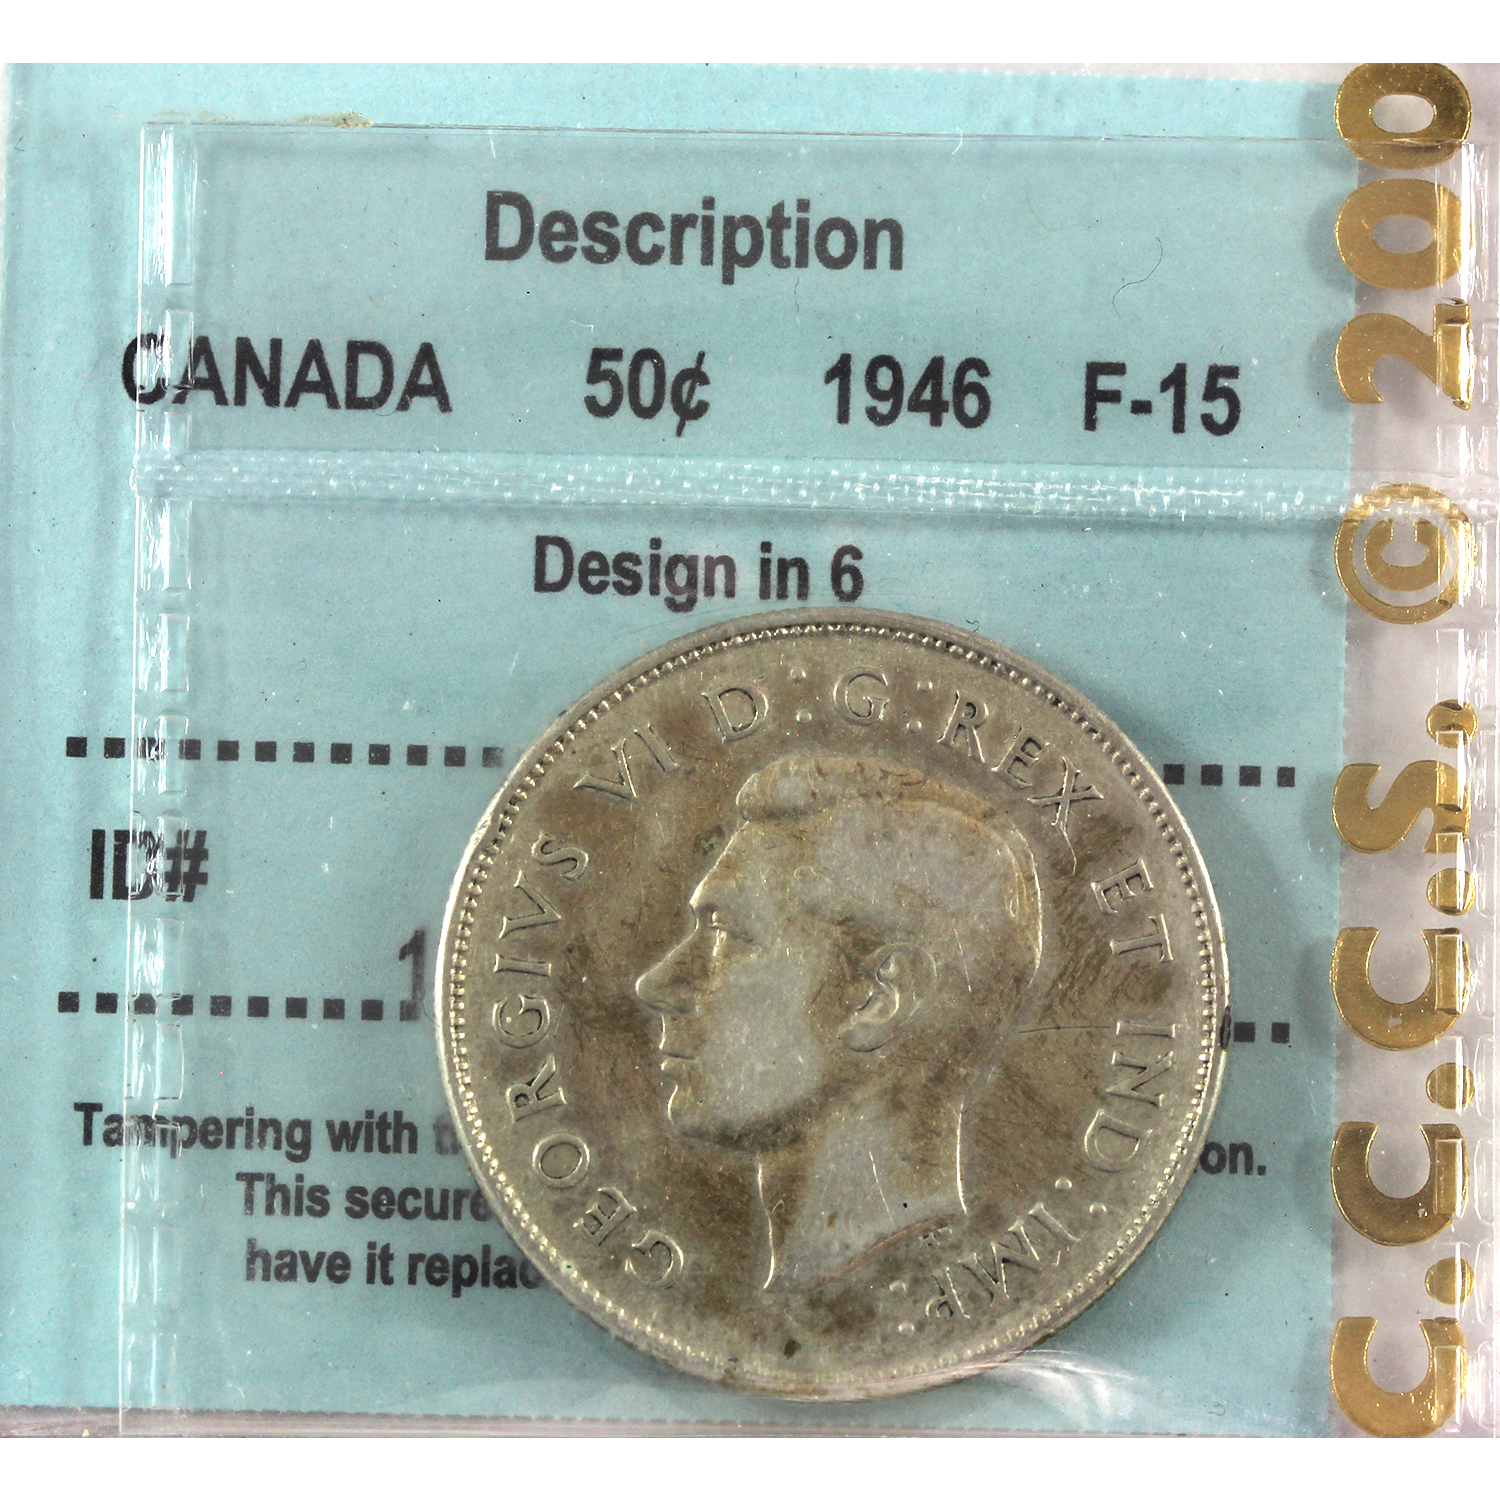 Description
CANADA 50¢ 1946 F-15
Design in 6
ID#
1
Tampering with
on.
This secure
have it replac
GEORGIVS VI D:G:REX ET IND:IMP:
C.C.C.S. © 200